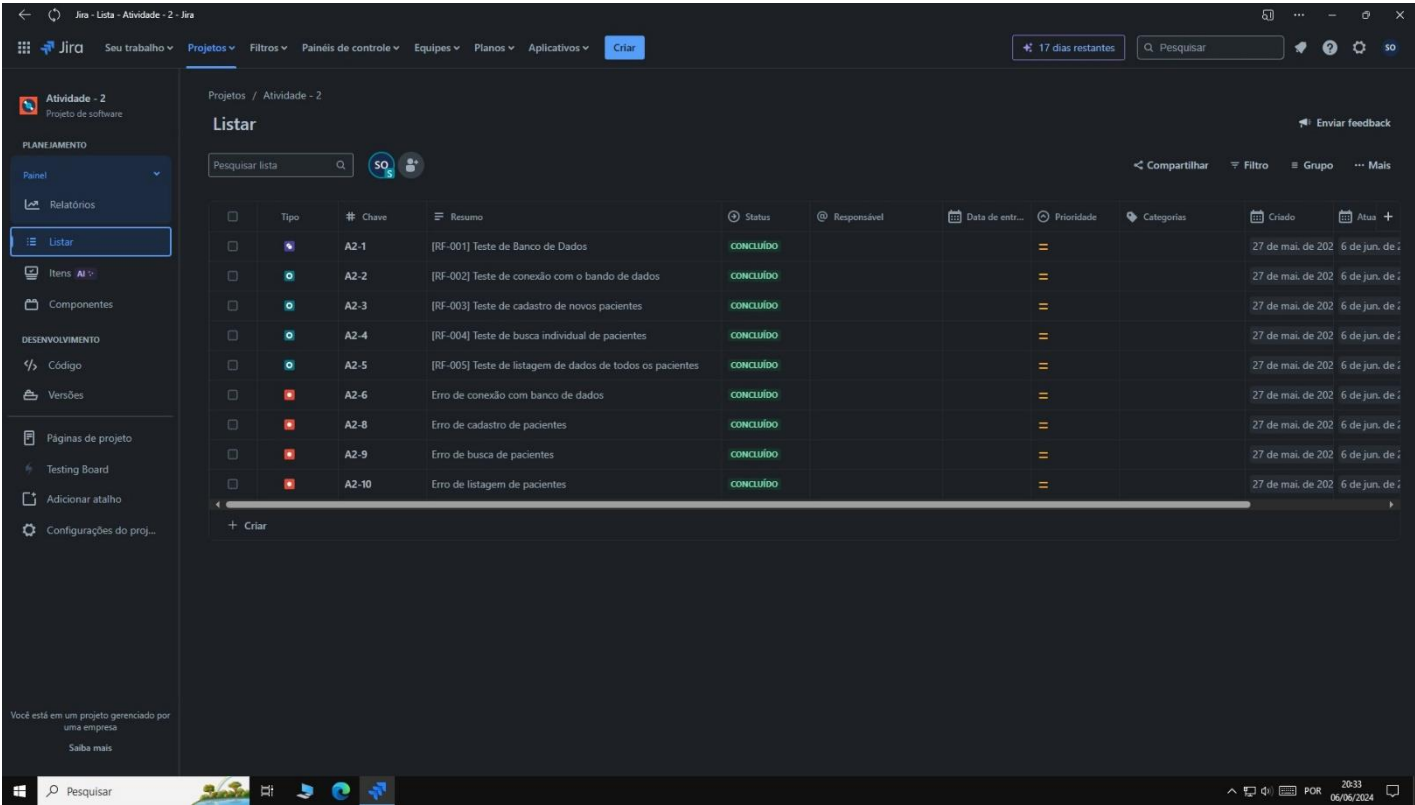 Jira - Lista - Atividade - 2 - Jira
Jira Seu trabalho Projetos Filtros Painéis de controle Equipes Planos Aplicativos Criar 17 dias restantes Pesquisar SO
Atividade - 2
Projeto de software
PLANEJAMENTO
Painel
Relatórios
Listar
Itens AI
Componentes
DESENVOLVIMENTO
Código
Versões
Páginas de projeto
Testing Board
Adicionar atalho
Configurações do proj...
Você está em um projeto gerenciado por
uma empresa
Saiba mais
Projetos / Atividade - 2
Listar
Enviar feedback
Pesquisar lista SO S Compartilhar Filtro Grupo Mais
Tipo # Chave Resumo Status Responsável Data de entr... Prioridade Categorias Criado Atua +
A2-1 [RF-001] Teste de Banco de Dados CONCLUÍDO 27 de mai. de 202 6 de jun. de 2
A2-2 [RF-002] Teste de conexão com o bando de dados CONCLUÍDO 27 de mai. de 202 6 de jun. de 2
A2-3 [RF-003] Teste de cadastro de novos pacientes CONCLUÍDO 27 de mai. de 202 6 de jun. de 2
A2-4 [RF-004] Teste de busca individual de pacientes CONCLUÍDO 27 de mai. de 202 6 de jun. de 2
A2-5 [RF-005] Teste de listagem de dados de todos os pacientes CONCLUÍDO 27 de mai. de 202 6 de jun. de 2
A2-6 Erro de conexão com banco de dados CONCLUÍDO 27 de mai. de 202 6 de jun. de 2
A2-8 Erro de cadastro de pacientes CONCLUÍDO 27 de mai. de 202 6 de jun. de 2
A2-9 Erro de busca de pacientes CONCLUÍDO 27 de mai. de 202 6 de jun. de 2
A2-10 Erro de listagem de pacientes CONCLUÍDO 27 de mai. de 202 6 de jun. de 2
+ Criar
Pesquisar POR 20:33
06/06/2024